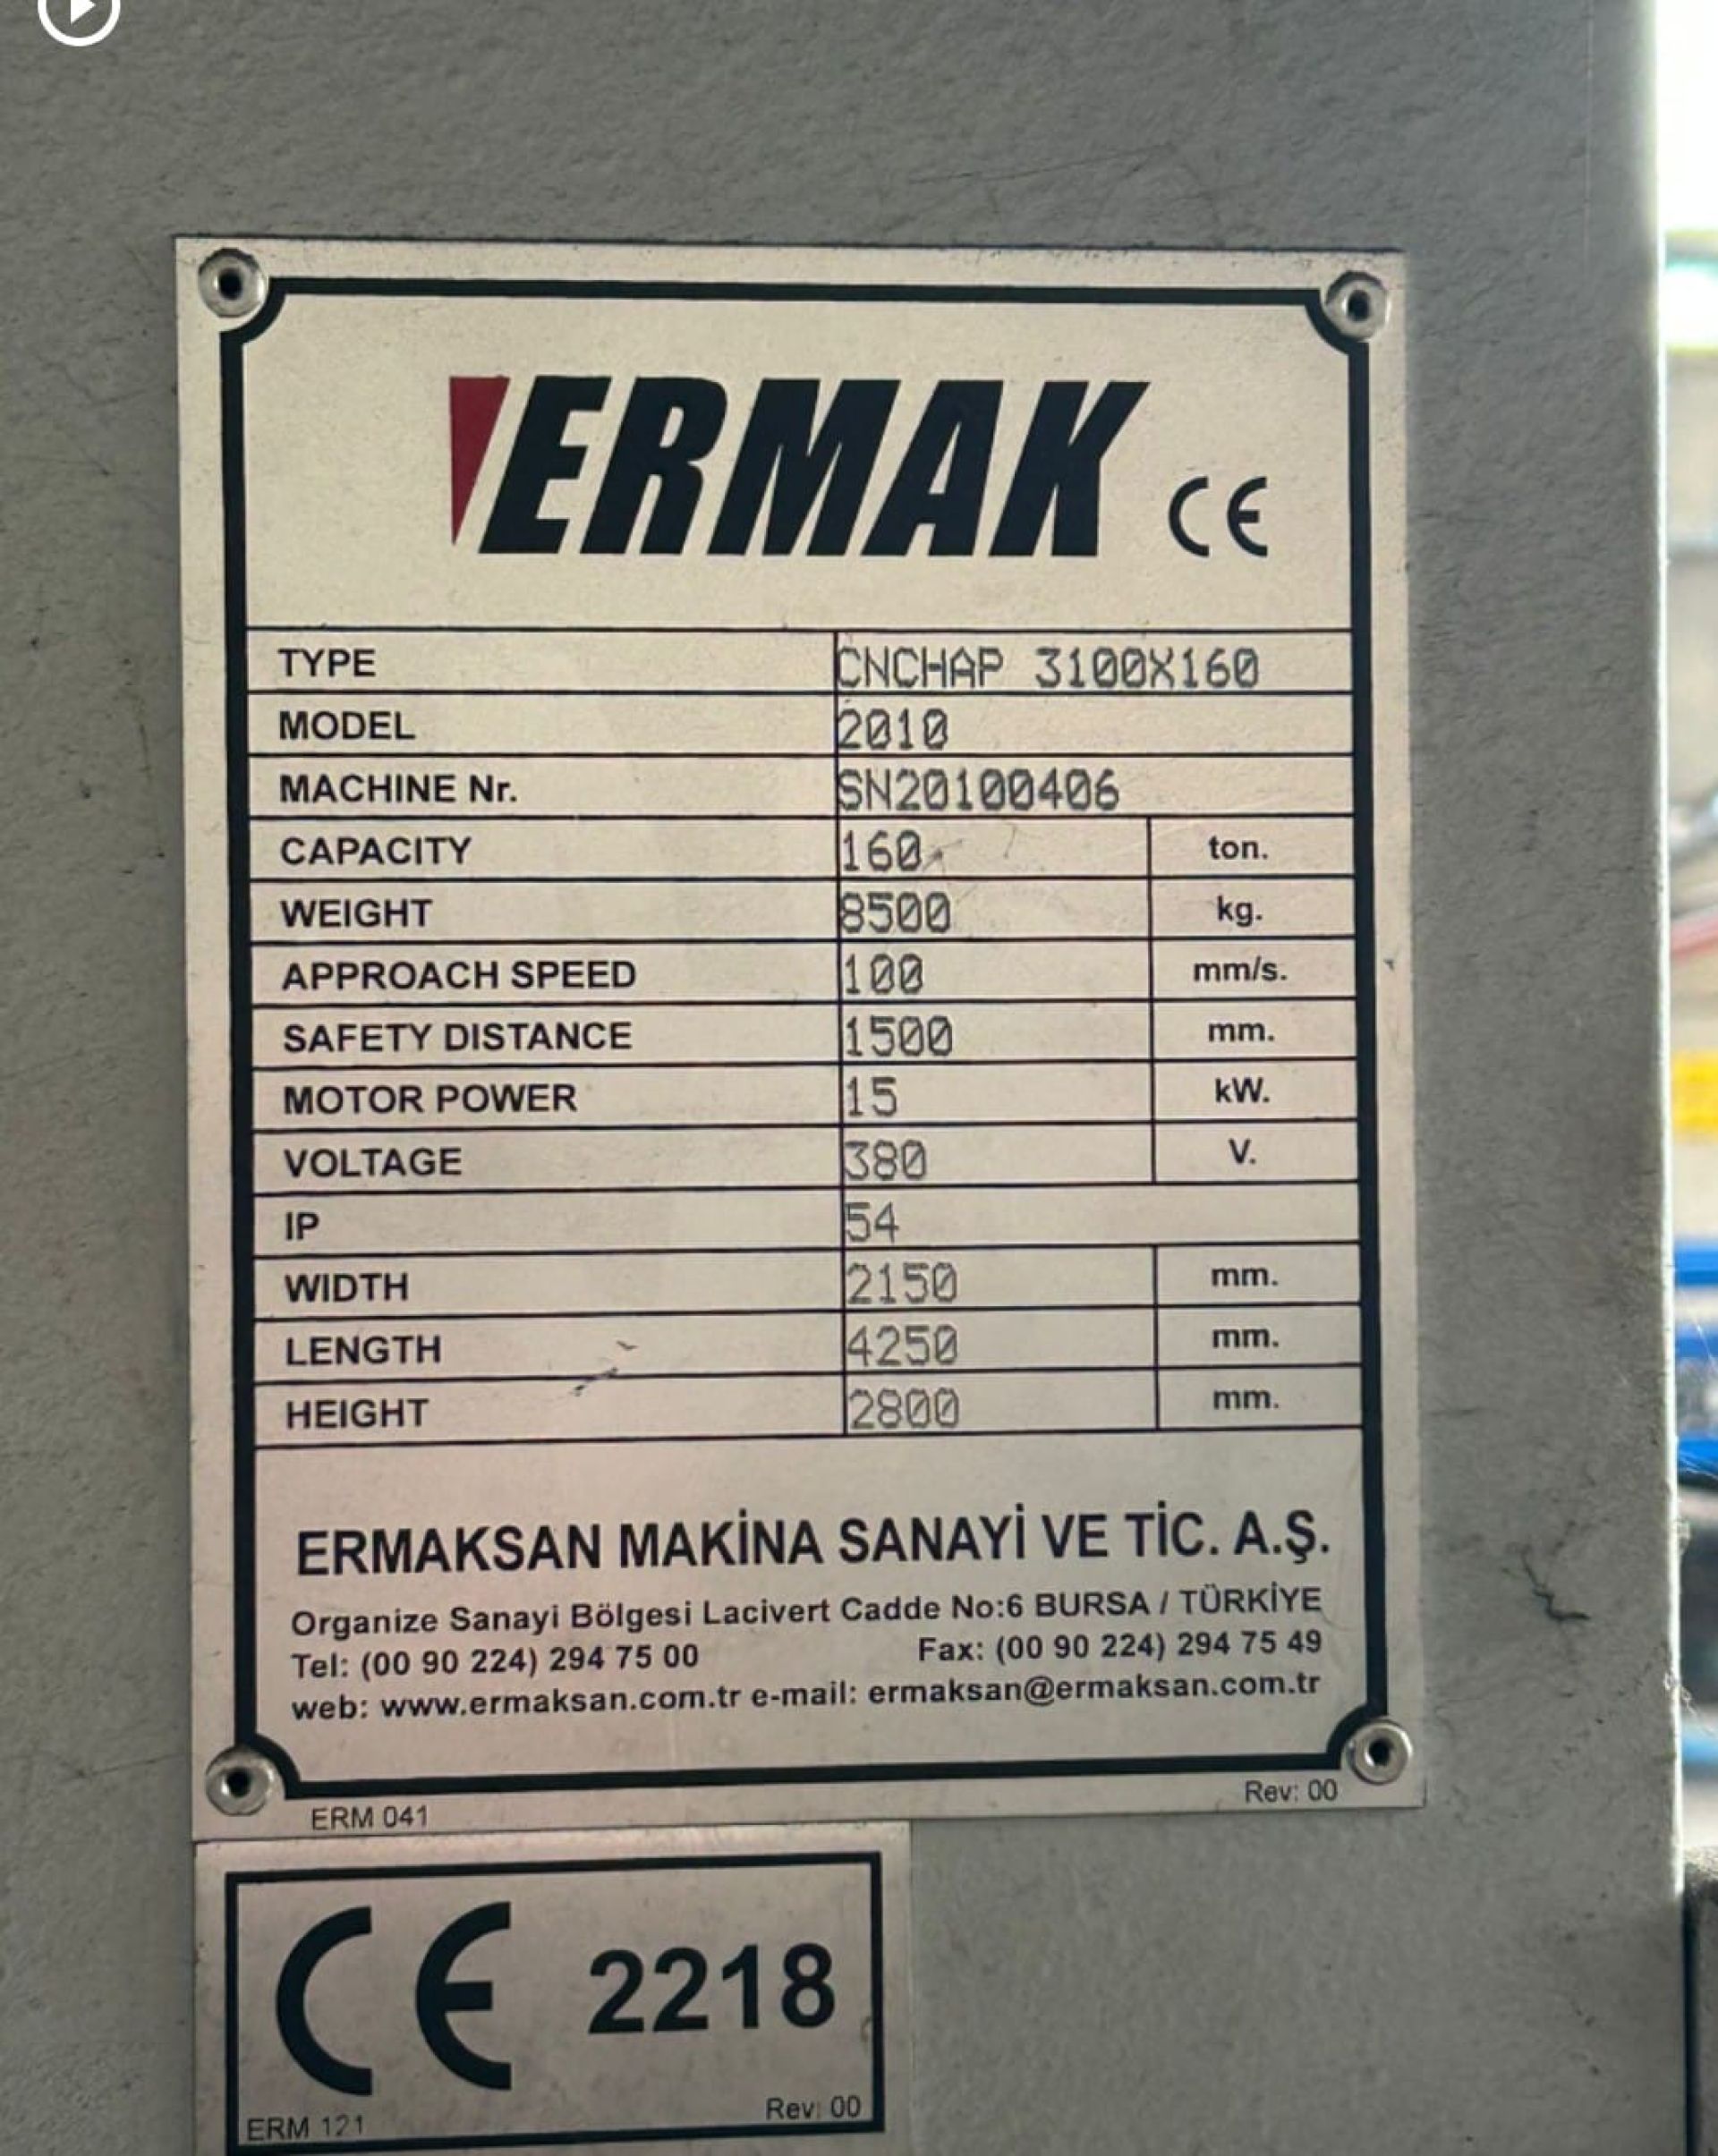 ERMAK CE
TYPE CNCHAP 3100X160
MODEL 2010
MACHINE Nr. SN20100406
CAPACITY 160 ton.
WEIGHT 8500 kg.
APPROACH SPEED 100 mm/s.
SAFETY DISTANCE 1500 mm.
MOTOR POWER 15 kW.
VOLTAGE 380 V.
IP 54
WIDTH 2150 mm.
LENGTH 4250 mm.
HEIGHT 2800 mm.
ERMAKSAN MAKİNA SANAYİ VE TİC. A.Ş.
Organize Sanayi Bölgesi Lacivert Cadde No:6 BURSA / TÜRKİYE
Tel: (00 90 224) 294 75 00 Fax: (00 90 224) 294 75 49
web: www.ermaksan.com.tr e-mail: ermaksan@ermaksan.com.tr
ERM 041 Rev: 00
CE 2218
ERM 121 Rev: 00